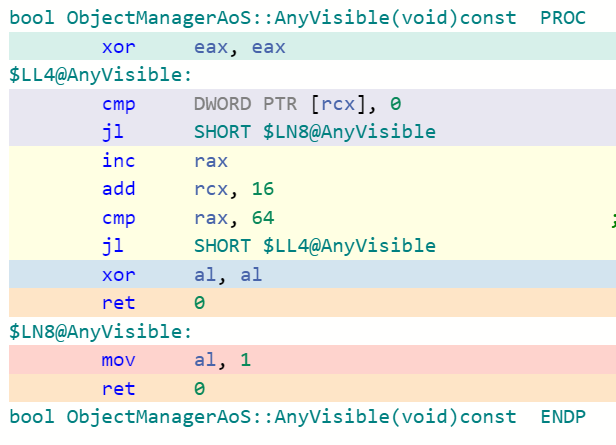 bool ObjectManagerAoS::AnyVisible(void)const  PROC
        xor     eax, eax
$LL4@AnyVisible:
        cmp     DWORD PTR [rcx], 0
        jl      SHORT $LN8@AnyVisible
        inc     rax
        add     rcx, 16
        cmp     rax, 64                             ;
        jl      SHORT $LL4@AnyVisible
        xor     al, al
        ret     0
$LN8@AnyVisible:
        mov     al, 1
        ret     0
bool ObjectManagerAoS::AnyVisible(void)const  ENDP